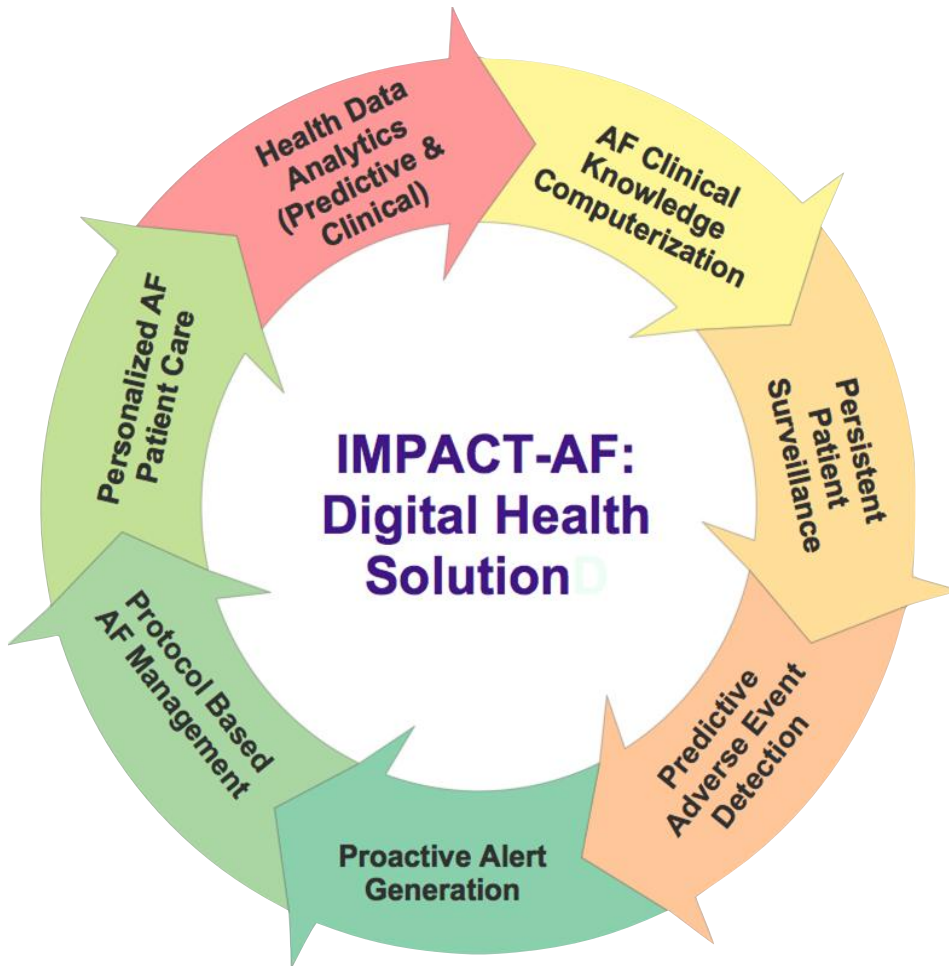 Health Data
Analytics
(Predictive &
Clinical)
AF Clinical
Knowledge
Computerization
Persistent
Patient
Surveillance
Predictive
Adverse Event
Detection
Proactive Alert
Generation
Protocol Based
AF Management
Personalized AF
Patient Care
IMPACT-AF:
Digital Health
SolutionD